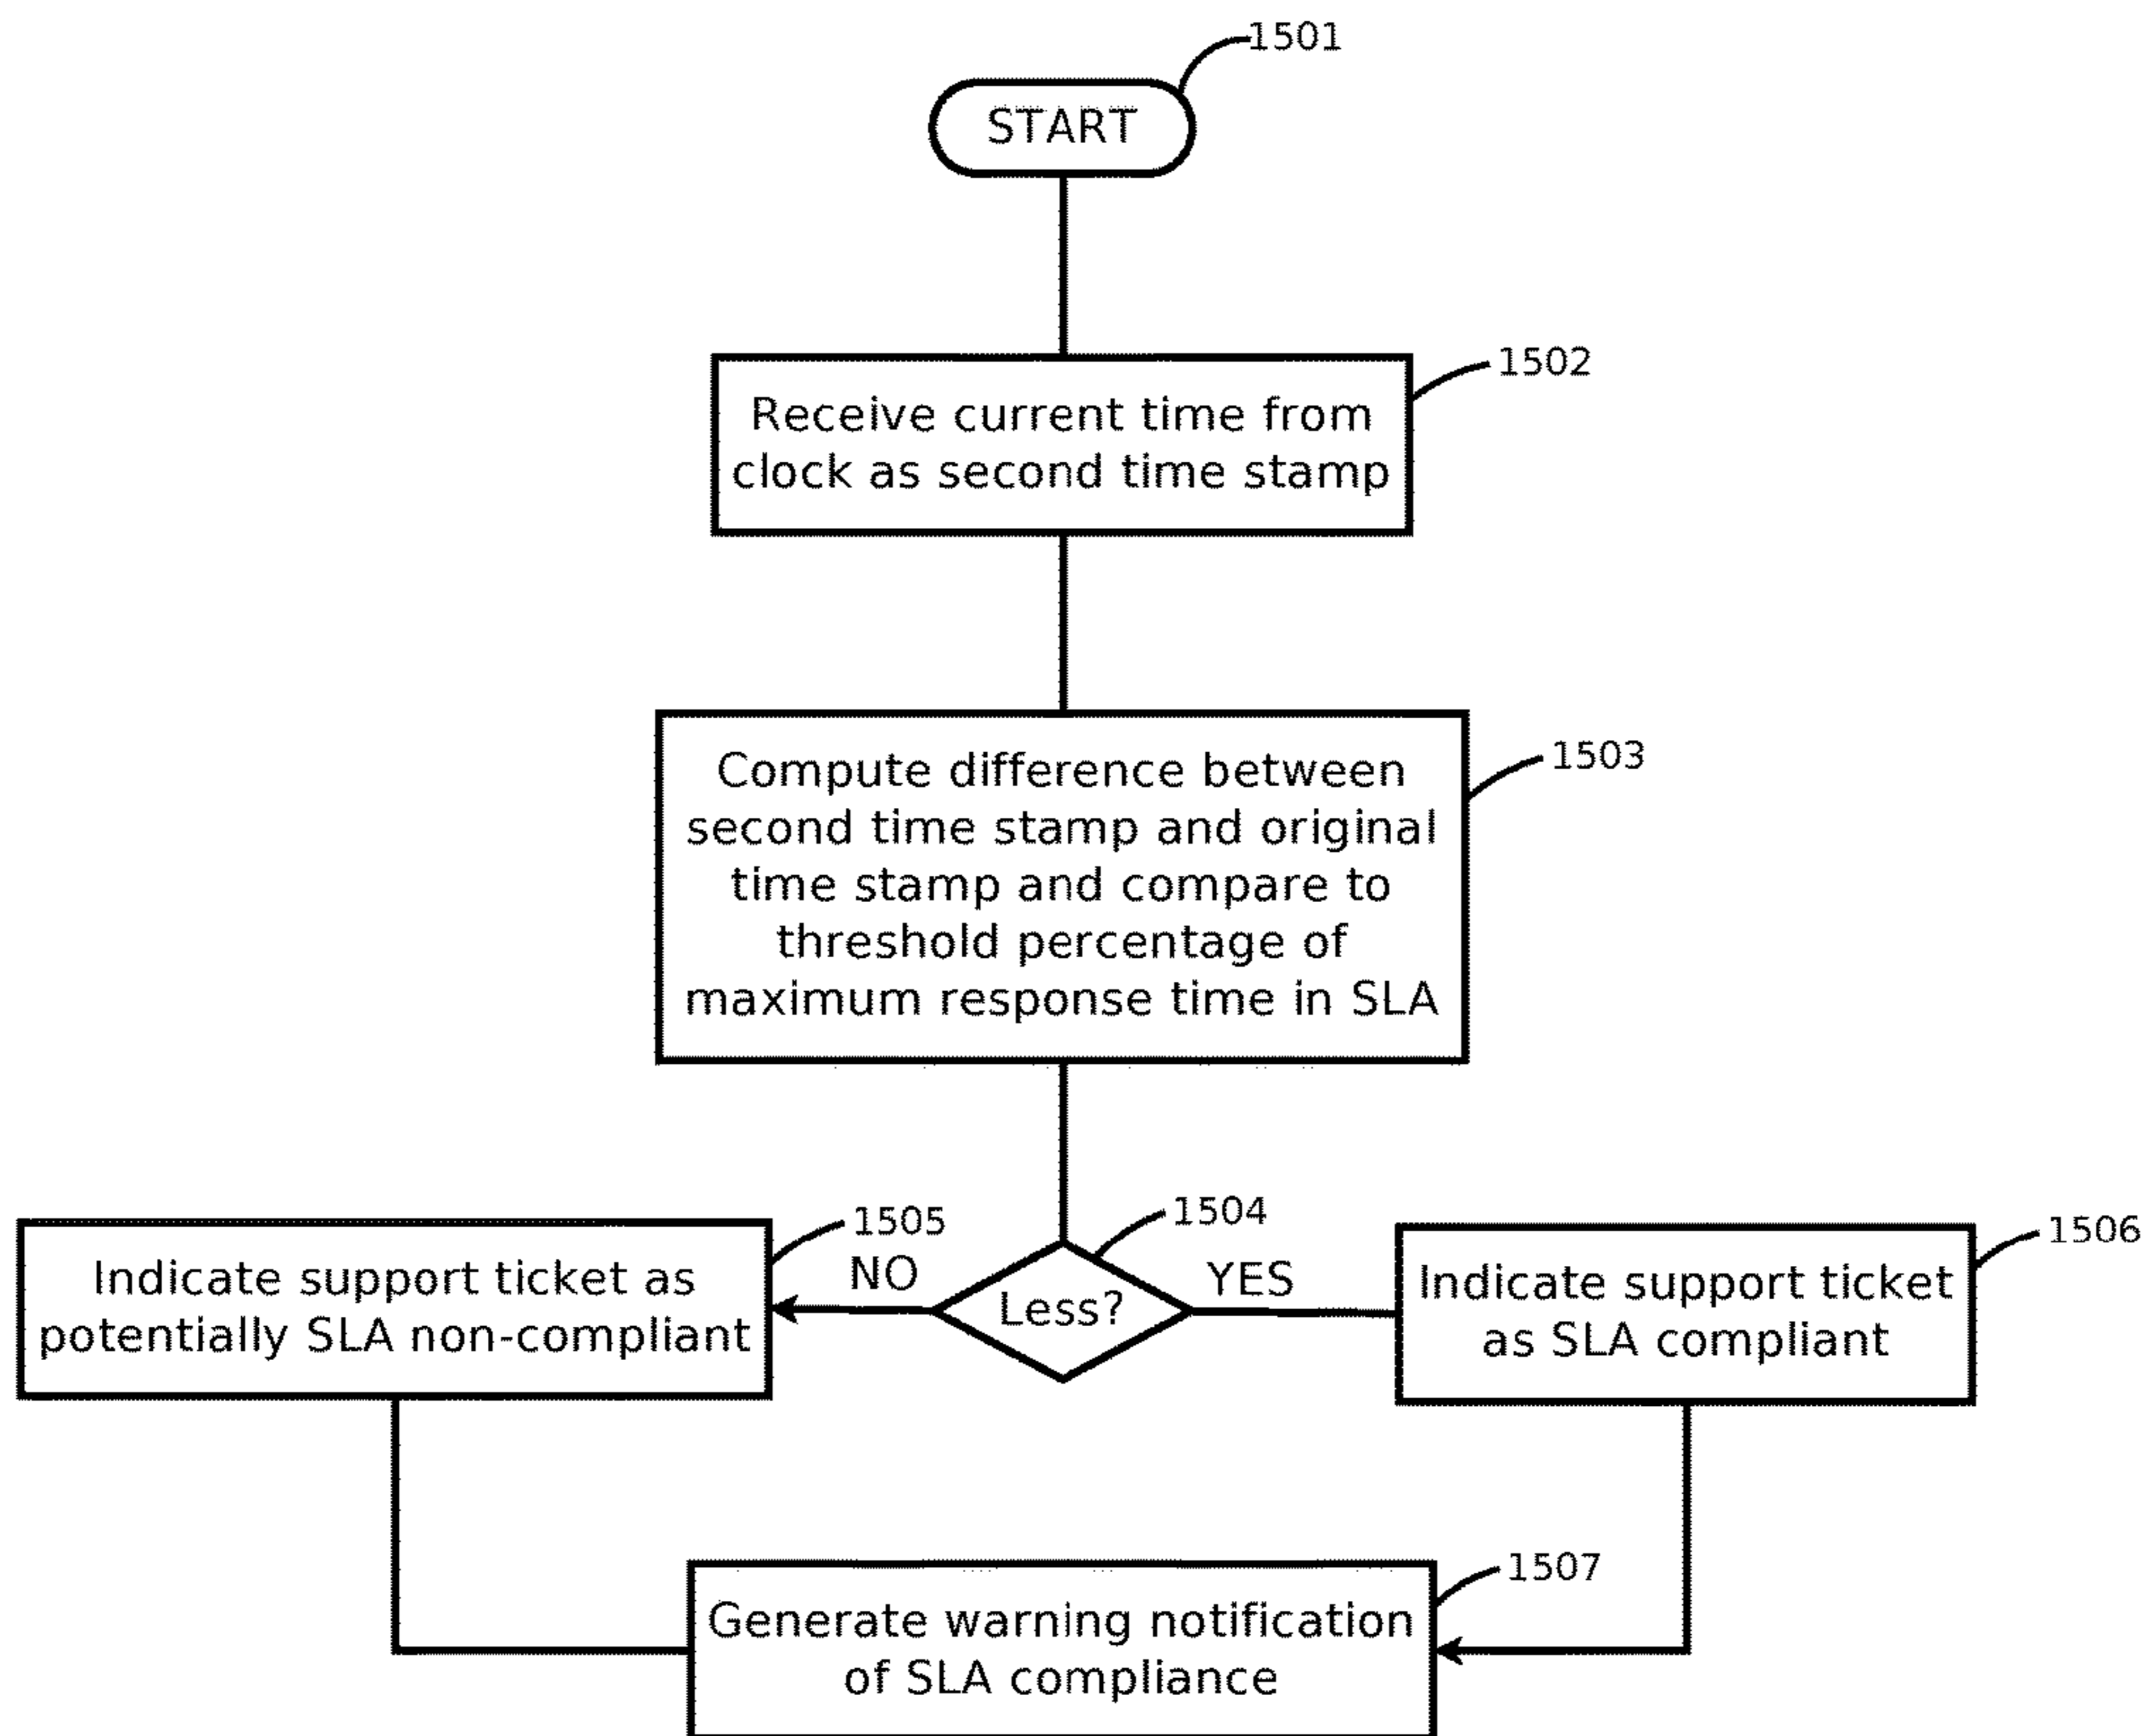 1501
START
1502
Receive current time from
clock as second time stamp
1503
Compute difference between
second time stamp and original
time stamp and compare to
threshold percentage of
maximum response time in SLA
1505
Indicate support ticket as
potentially SLA non-compliant
NO
1504
Less?
YES
1506
Indicate support ticket
as SLA compliant
1507
Generate warning notification
of SLA compliance